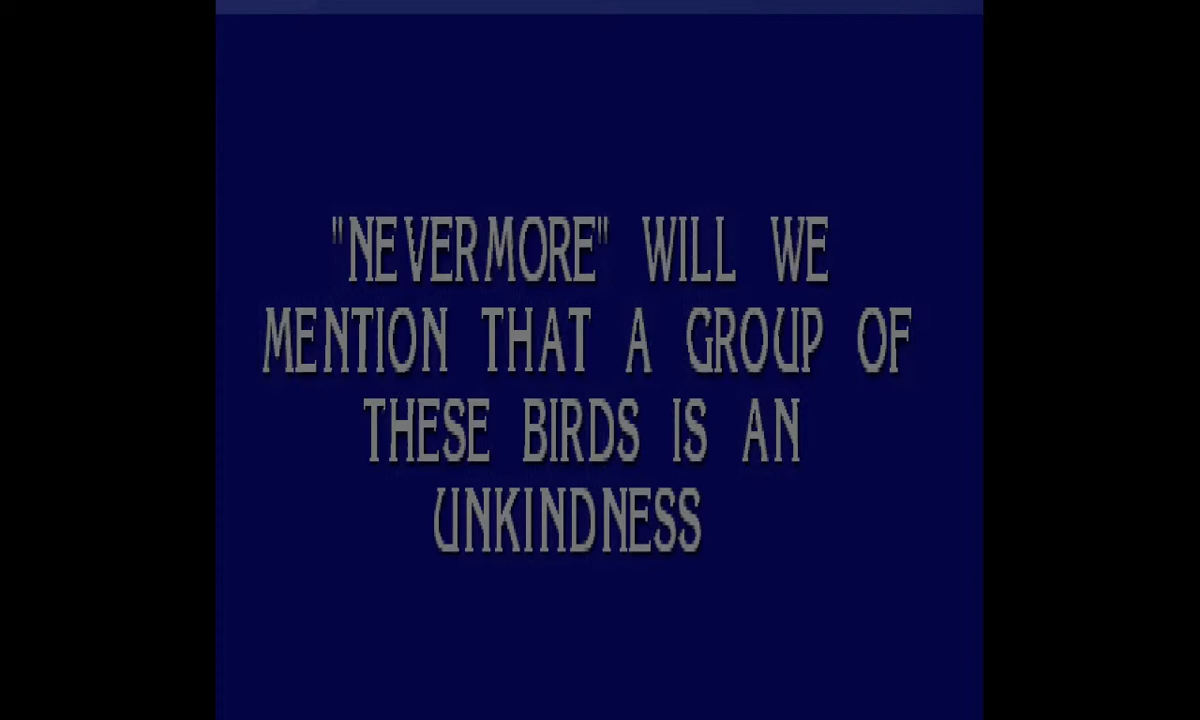 "NEVERMORE" WILL WE
MENTION THAT A GROUP OF
THESE BIRDS IS AN
UNKINDNESS